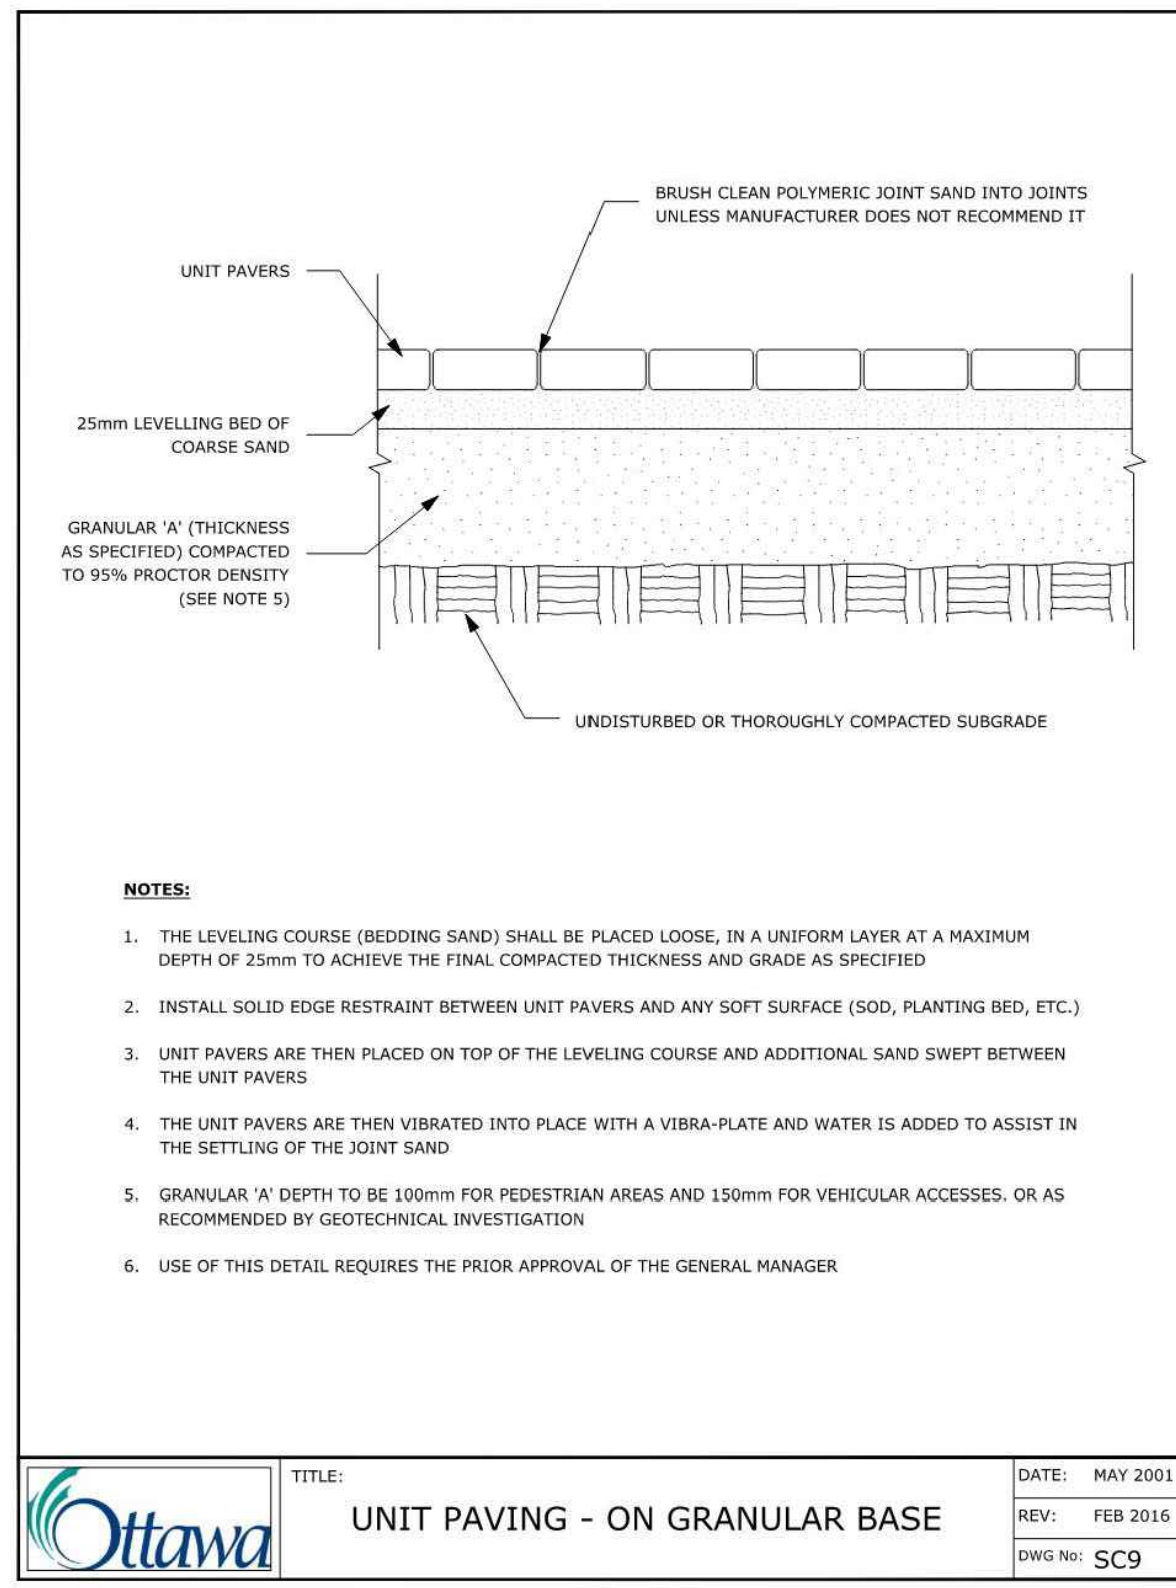 BRUSH CLEAN POLYMERIC JOINT SAND INTO JOINTS
UNLESS MANUFACTURER DOES NOT RECOMMEND IT
UNIT PAVERS
25mm LEVELLING BED OF
COARSE SAND
GRANULAR 'A' (THICKNESS
AS SPECIFIED) COMPACTED
TO 95% PROCTOR DENSITY
(SEE NOTE 5)
UNDISTURBED OR THOROUGHLY COMPACTED SUBGRADE
NOTES:
1. THE LEVELING COURSE (BEDDING SAND) SHALL BE PLACED LOOSE, IN A UNIFORM LAYER AT A MAXIMUM
DEPTH OF 25mm TO ACHIEVE THE FINAL COMPACTED THICKNESS AND GRADE AS SPECIFIED
2. INSTALL SOLID EDGE RESTRAINT BETWEEN UNIT PAVERS AND ANY SOFT SURFACE (SOD, PLANTING BED, ETC.)
3. UNIT PAVERS ARE THEN PLACED ON TOP OF THE LEVELING COURSE AND ADDITIONAL SAND SWEPT BETWEEN
THE UNIT PAVERS
4. THE UNIT PAVERS ARE THEN VIBRATED INTO PLACE WITH A VIBRA-PLATE AND WATER IS ADDED TO ASSIST IN
THE SETTLING OF THE JOINT SAND
5. GRANULAR 'A' DEPTH TO BE 100mm FOR PEDESTRIAN AREAS AND 150mm FOR VEHICULAR ACCESSES. OR AS
RECOMMENDED BY GEOTECHNICAL INVESTIGATION
6. USE OF THIS DETAIL REQUIRES THE PRIOR APPROVAL OF THE GENERAL MANAGER
Ottawa
TITLE:
UNIT PAVING - ON GRANULAR BASE
DATE: MAY 2001
REV: FEB 2016
DWG No: SC9